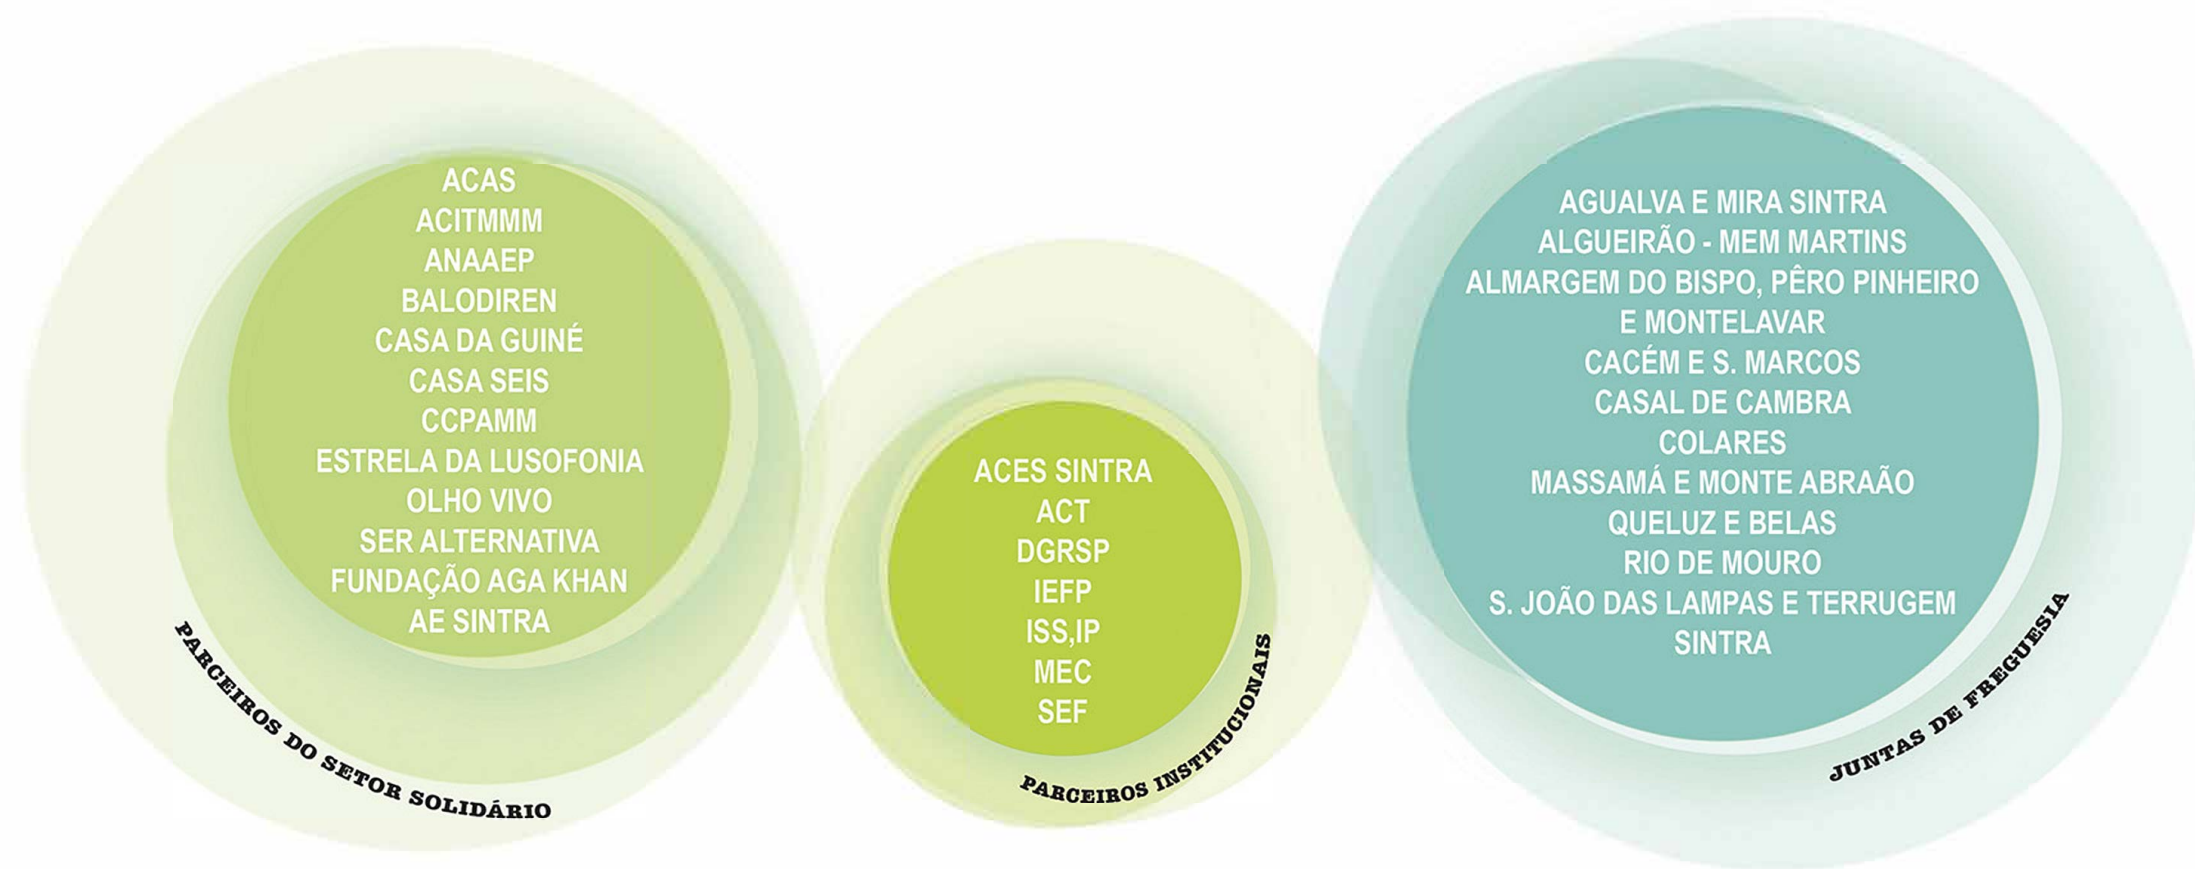 ACAS
ACITMMM
ANAAEP
BALODIREN
CASA DA GUINÉ
CASA SEIS
CCPAMM
ESTRELA DA LUSOFONIA
OLHO VIVO
SER ALTERNATIVA
FUNDAÇÃO AGA KHAN
AE SINTRA
PARCEIROS DO SETOR SOLIDÁRIO
ACES SINTRA
ACT
DGRSP
IEFP
ISS,IP
MEC
SEF
PARCEIROS INSTITUCIONAIS
AGUALVA E MIRA SINTRA
ALGUEIRÃO - MEM MARTINS
ALMARGEM DO BISPO, PÊRO PINHEIRO
E MONTELAVAR
CACÉM E S. MARCOS
CASAL DE CAMBRA
COLARES
MASSAMÁ E MONTE ABRAÃO
QUELUZ E BELAS
RIO DE MOURO
S. JOÃO DAS LAMPAS E TERRUGEM
SINTRA
JUNTAS DE FREGUESIA